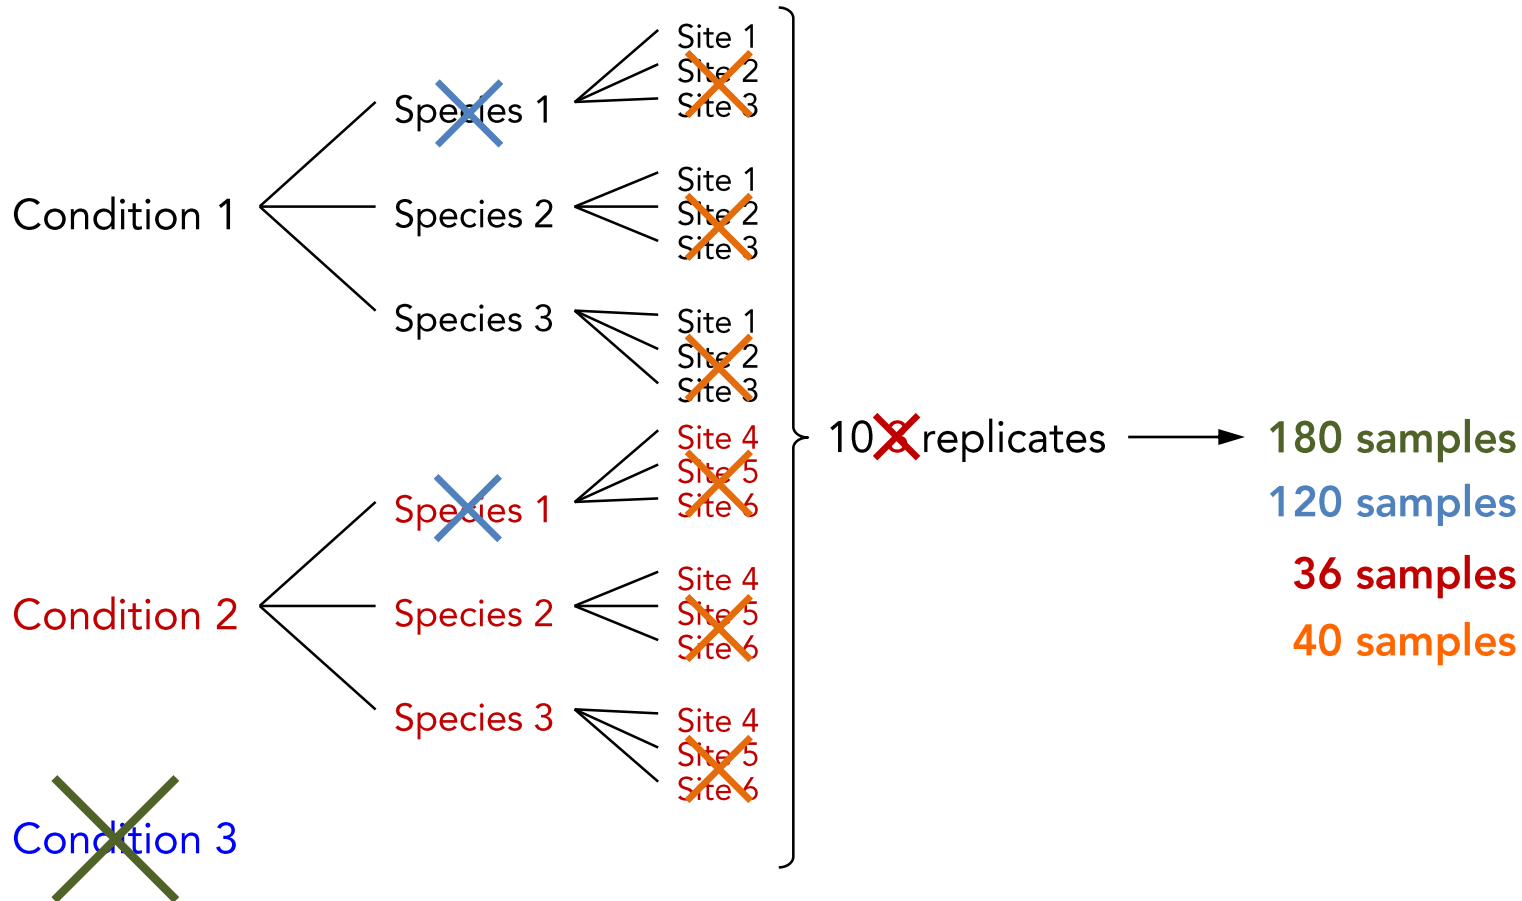 Condition 1
Species 1
Site 1
Site 2
Site 3
Species 2
Site 1
Site 2
Site 3
Species 3
Site 1
Site 2
Site 3
Condition 2
Species 1
Site 4
Site 5
Site 6
Species 2
Site 4
Site 5
Site 6
Species 3
Site 4
Site 5
Site 6
Condition 3
10 replicates
180 samples
120 samples
36 samples
40 samples